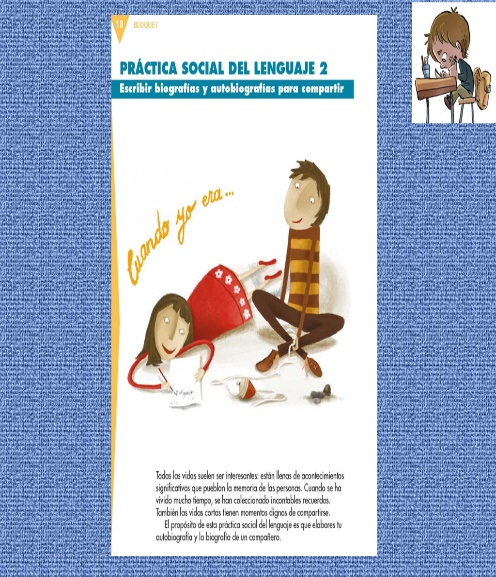 18 BLOQUE I
PRÁCTICA SOCIAL DEL LENGUAJE 2
Escribir biografías y autobiografías para compartir
Cuando yo era...
Todas las vidas suelen ser interesantes: están llenas de acontecimientos
significativos que pueblan la memoria de las personas. Cuando se ha
vivido mucho tiempo, se han coleccionado incontables recuerdos.
También las vidas cortas tienen momentos dignos de compartirse.
El propósito de esta práctica social del lenguaje es que elabores tu
autobiografía y la biografía de un compañero.